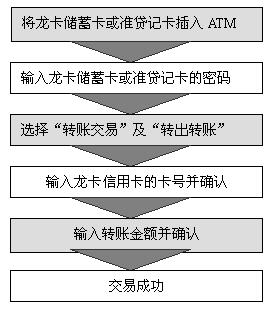 将龙卡储蓄卡或准贷记卡插入 ATM
输入龙卡储蓄卡或准贷记卡的密码
选择“转账交易”及“转出转账”
输入龙卡信用卡的卡号并确认
输入转账金额并确认
交易成功